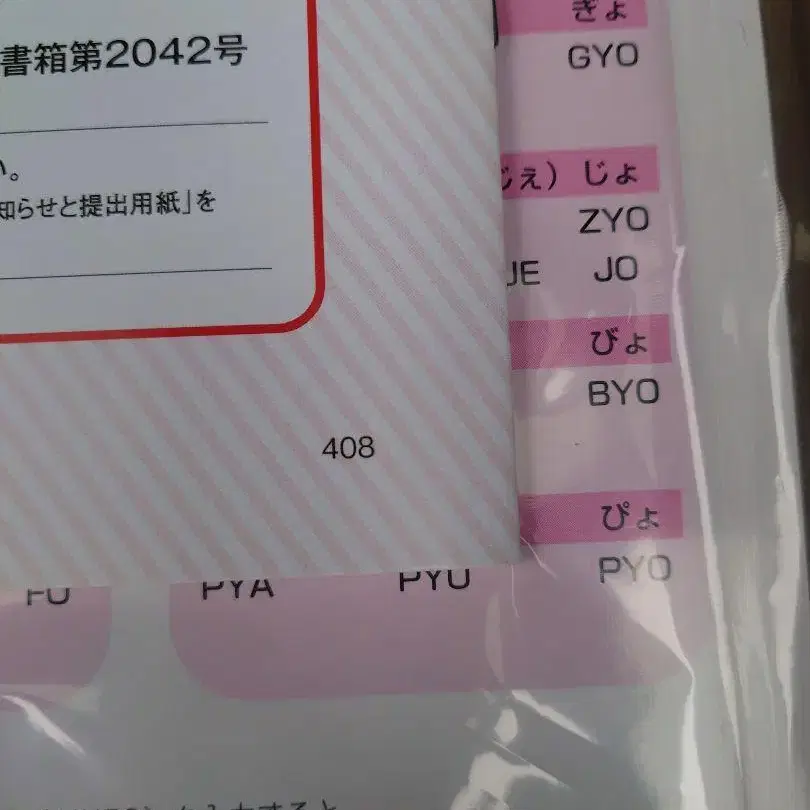 書箱第2042号
い。
知らせと提出用紙」を
408
ぎょ
GYO
じぇ) じょ
ZYO
JE JO
びょ
BYO
ぴょ
PYO
FU PYA PYU